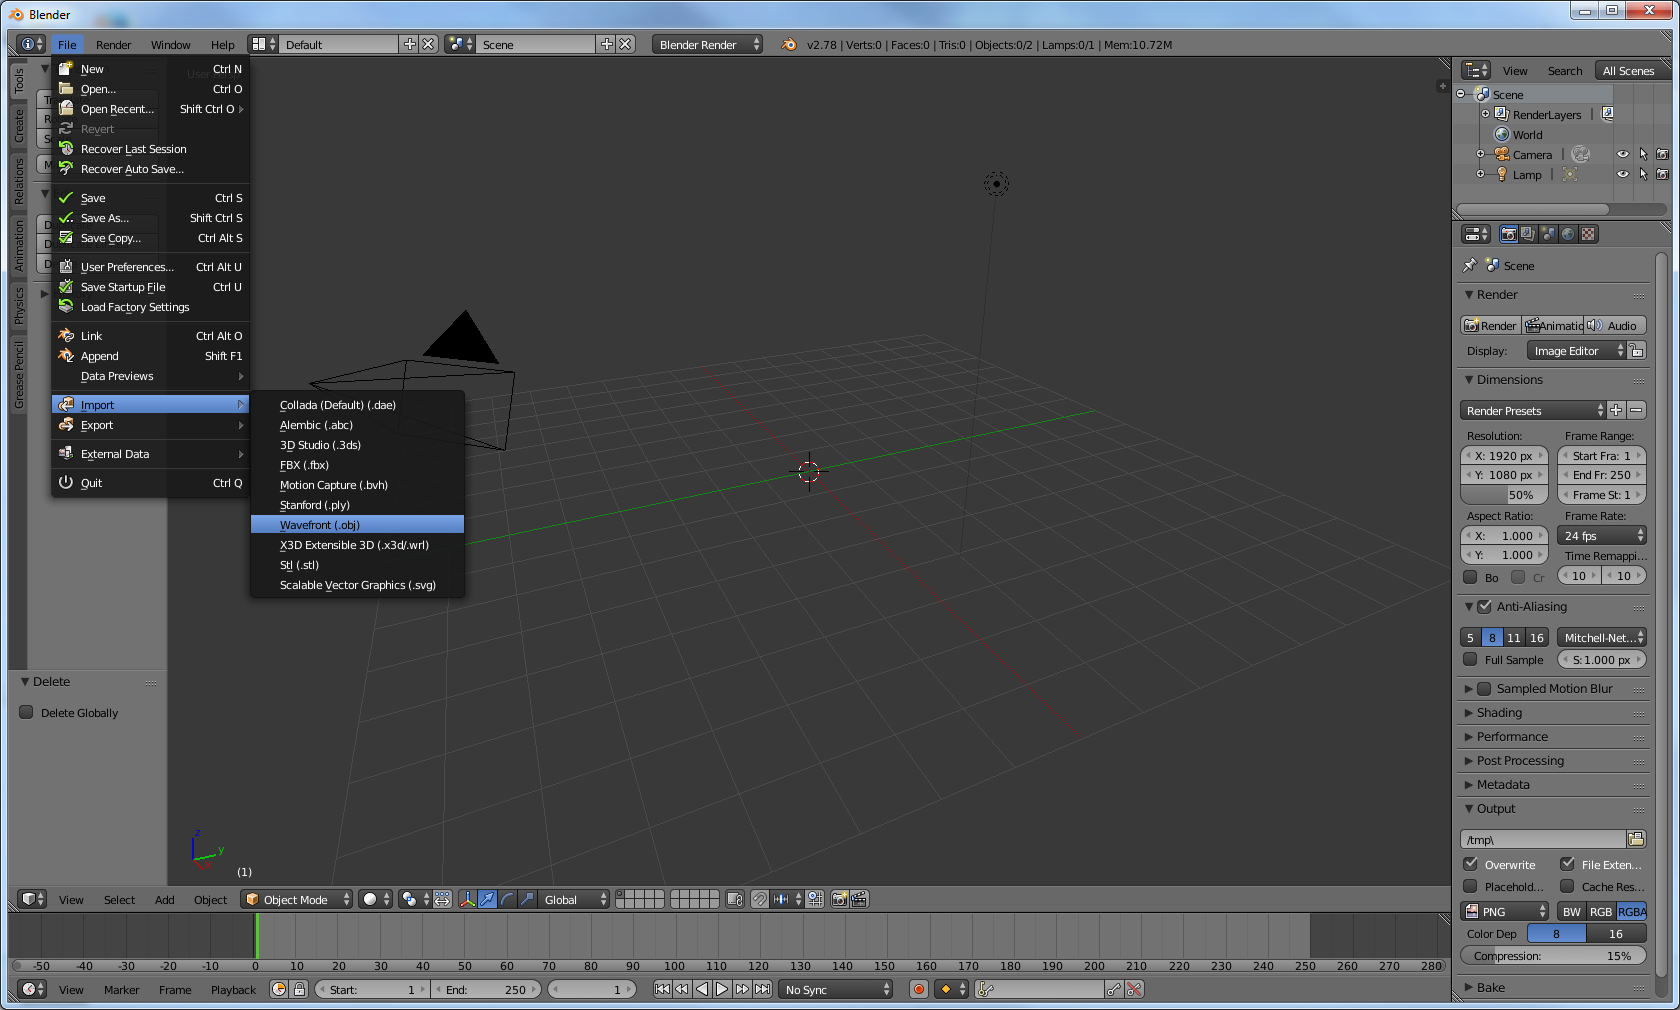 Blender
File Render Window Help Default Scene Blender Render v2.78 | Verts:0 | Faces:0 | Tris:0 | Objects:0/2 | Lamps:0/1 | Mem:10.72M
New Ctrl N
Open... Ctrl O
Open Recent... Shift Ctrl O
Revert
Recover Last Session
Recover Auto Save...
Save Ctrl S
Save As... Shift Ctrl S
Save Copy... Ctrl Alt S
User Preferences... Ctrl Alt U
Save Startup File Ctrl U
Load Factory Settings
Link Ctrl Alt O
Append Shift F1
Data Previews
Import
Export
External Data
Quit Ctrl Q
Collada (Default) (.dae)
Alembic (.abc)
3D Studio (.3ds)
FBX (.fbx)
Motion Capture (.bvh)
Stanford (.ply)
Wavefront (.obj)
X3D Extensible 3D (.x3d/.wrl)
Stl (.stl)
Scalable Vector Graphics (.svg)
Tools
Create
Relations
Animation
Physics
Grease Pencil
Delete
Delete Globally
z
y
(1)
View Select Add Object Object Mode Global
-50 -40 -30 -20 -10 0 10 20 30 40 50 60 70 80 90 100 110 120 130 140 150 160 170 180 190 200 210 220 230 240 250 260 270 280
View Marker Frame Playback Start: 1 End: 250 1 No Sync
View Search All Scenes
Scene
RenderLayers |
World
Camera |
Lamp |
Scene
Render
Render Animatic Audio
Display: Image Editor
Dimensions
Render Presets
Resolution: Frame Range:
X: 1920 px Start Fra: 1
Y: 1080 px End Fr: 250
50% Frame St: 1
Aspect Ratio: Frame Rate:
X: 1.000 24 fps
Y: 1.000 Time Remappi...
Bo Cr 10 10
Anti-Aliasing
5 8 11 16 Mitchell-Net...
Full Sample S: 1.000 px
Sampled Motion Blur
Shading
Performance
Post Processing
Metadata
Output
/tmp\
Overwrite File Exten...
Placehold... Cache Res...
PNG BW RGB RGBA
Color Dep 8 16
Compression: 15%
Bake